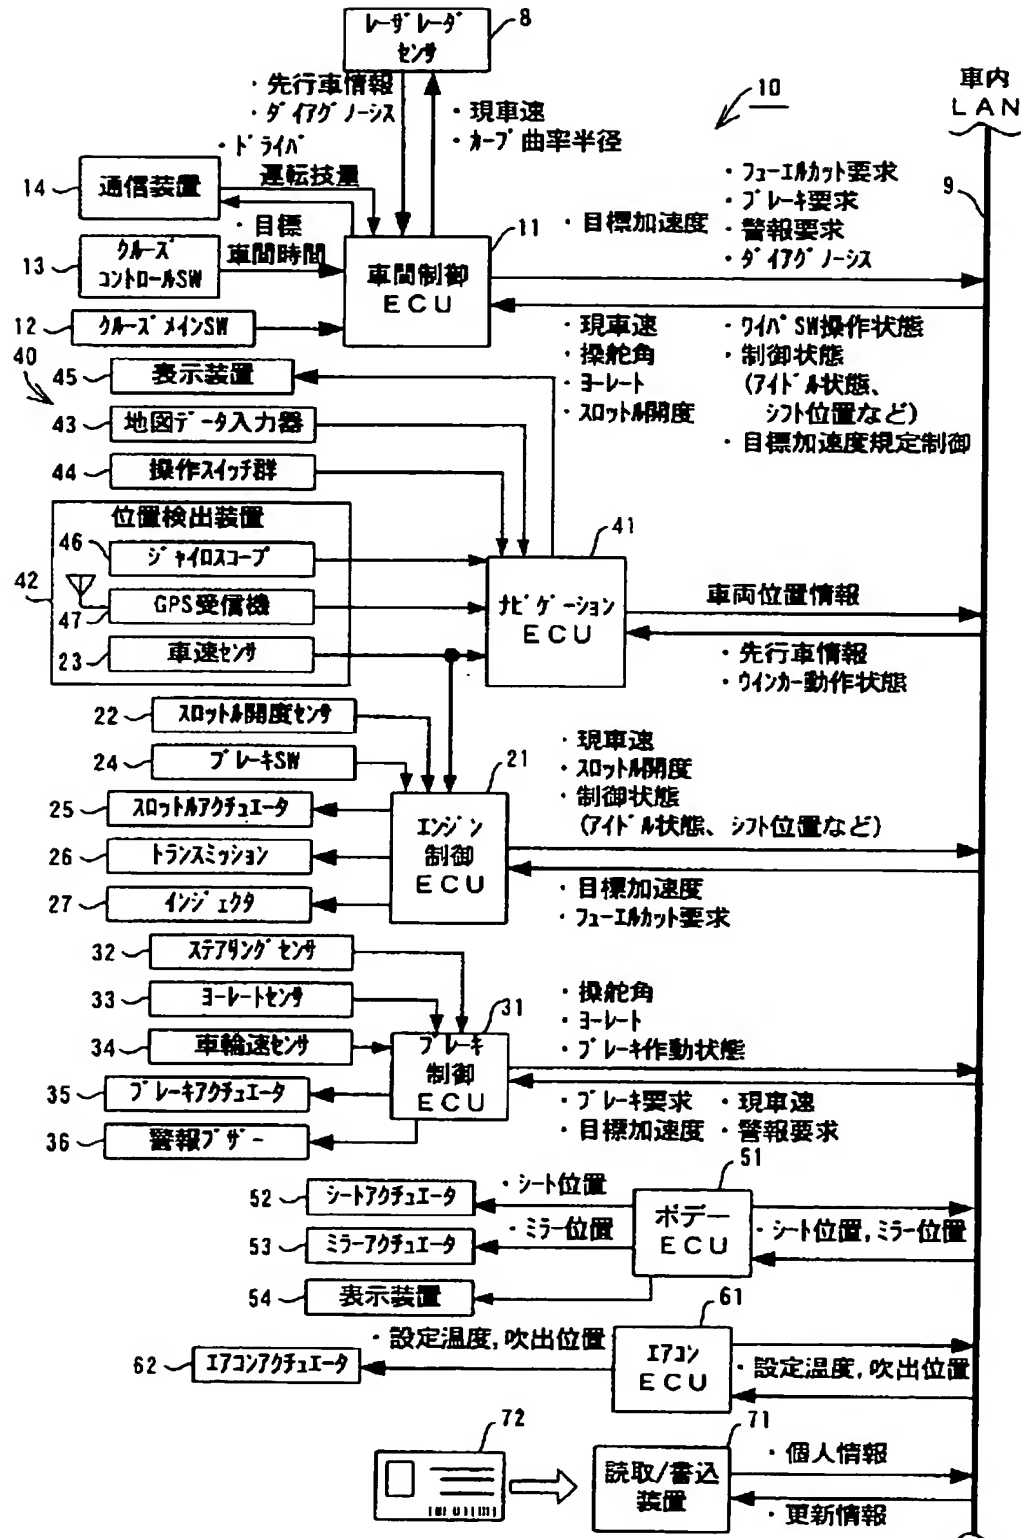 レーザレーダ
センサ
8
・先行車情報
・ダイアグノーシス
・現車速
・カーブ曲率半径
10
車内
LAN
9
・ドライバ
運転技量
14
通信装置
・目標
車間時間
13
クルーズ
コントロールSW
12
クルーズメインSW
11
車間制御
ECU
・目標加速度
・フューエルカット要求
・ブレーキ要求
・警報要求
・ダイアグノーシス
・現車速
・操舵角
・ヨーレート
・スロットル開度
・ワイパSW操作状態
・制御状態
(アイドル状態、
シフト位置など)
・目標加速度規定制御
40
45
表示装置
43
地図データ入力器
44
操作スイッチ群
位置検出装置
42
46
ジャイロスコープ
47
GPS受信機
23
車速センサ
41
ナビゲーション
ECU
車両位置情報
・先行車情報
・ウインカー動作状態
22
スロットル開度センサ
24
ブレーキSW
25
スロットルアクチュエータ
26
トランスミッション
27
インジェクタ
21
エンジン
制御
ECU
・現車速
・スロットル開度
・制御状態
(アイドル状態、シフト位置など)
・目標加速度
・フューエルカット要求
32
ステアリングセンサ
33
ヨーレートセンサ
34
車輪速センサ
35
ブレーキアクチュエータ
36
警報ブザー
31
ブレーキ
制御
ECU
・操舵角
・ヨーレート
・ブレーキ作動状態
・ブレーキ要求 ・現車速
・目標加速度 ・警報要求
51
ボデー
ECU
52
シートアクチュエータ
・シート位置
53
ミラーアクチュエータ
・ミラー位置
・シート位置,ミラー位置
54
表示装置
61
エアコン
ECU
62
エアコンアクチュエータ
・設定温度,吹出位置
・設定温度,吹出位置
72
71
読取/書込
装置
・個人情報
・更新情報